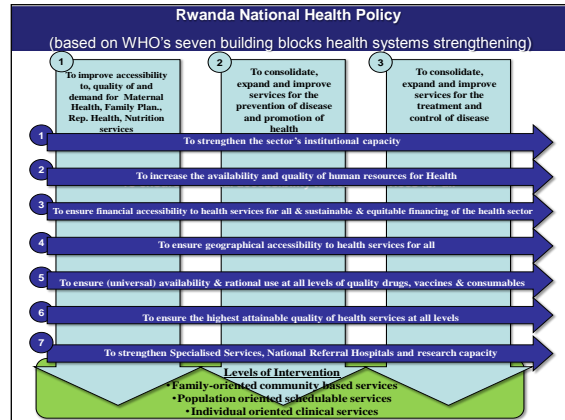 Rwanda National Health Policy
(based on WHO's seven building blocks health systems strengthening)
1
To improve accessibility
to, quality of and
demand for Maternal
Health, Family Plan.,
Rep. Health, Nutrition
services
2
To consolidate,
expand and improve
services for the
prevention of disease
and promotion of
health
3
To consolidate,
expand and improve
services for the
treatment and
control of disease
1
To strengthen the sector's institutional capacity
2
To increase the availability and quality of human resources for Health
3
To ensure financial accessibility to health services for all & sustainable & equitable financing of the health sector
4
To ensure geographical accessibility to health services for all
5
To ensure (universal) availability & rational use at all levels of quality drugs, vaccines & consumables
6
To ensure the highest attainable quality of health services at all levels
7
To strengthen Specialised Services, National Referral Hospitals and research capacity
Levels of Intervention
•Family-oriented community based services
•Population oriented schedulable services
•Individual oriented clinical services